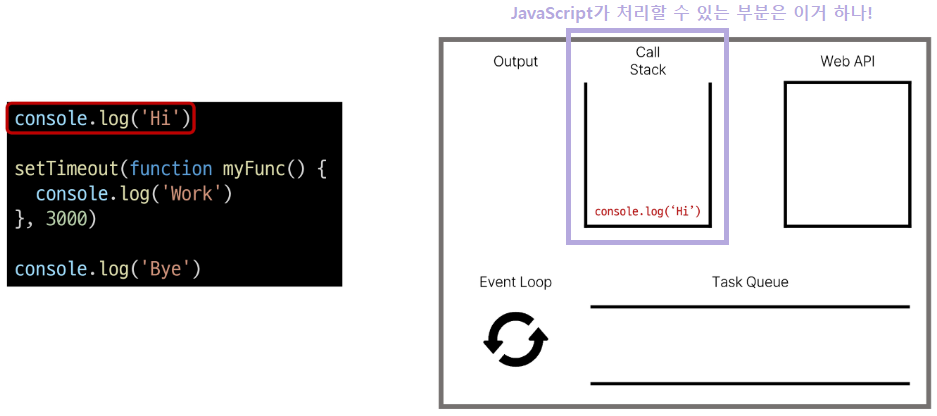 JavaScript가 처리할 수 있는 부분은 이거 하나!
console.log('Hi')
setTimeout(function myFunc() {
  console.log('Work')
}, 3000)
console.log('Bye')
Output
Call
Stack
Web API
console.log(‘Hi’)
Event Loop
Task Queue